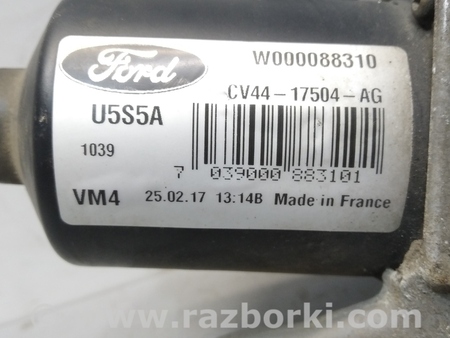 Ford
W000088310
U5S5A
CV44-17504-AG
1039
7 039000 883101
VM4
25.02.17 13:14B Made in France
www.razborki.com